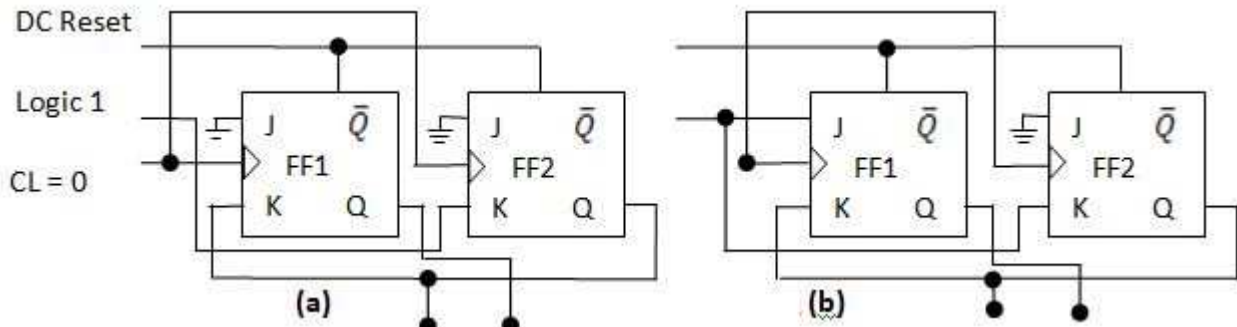 DC Reset
Logic 1
CL = 0
J Q̅
FF1
K Q
J Q̅
FF2
K Q
(a)
J Q̅
FF1
K Q
J Q̅
FF2
K Q
(b)